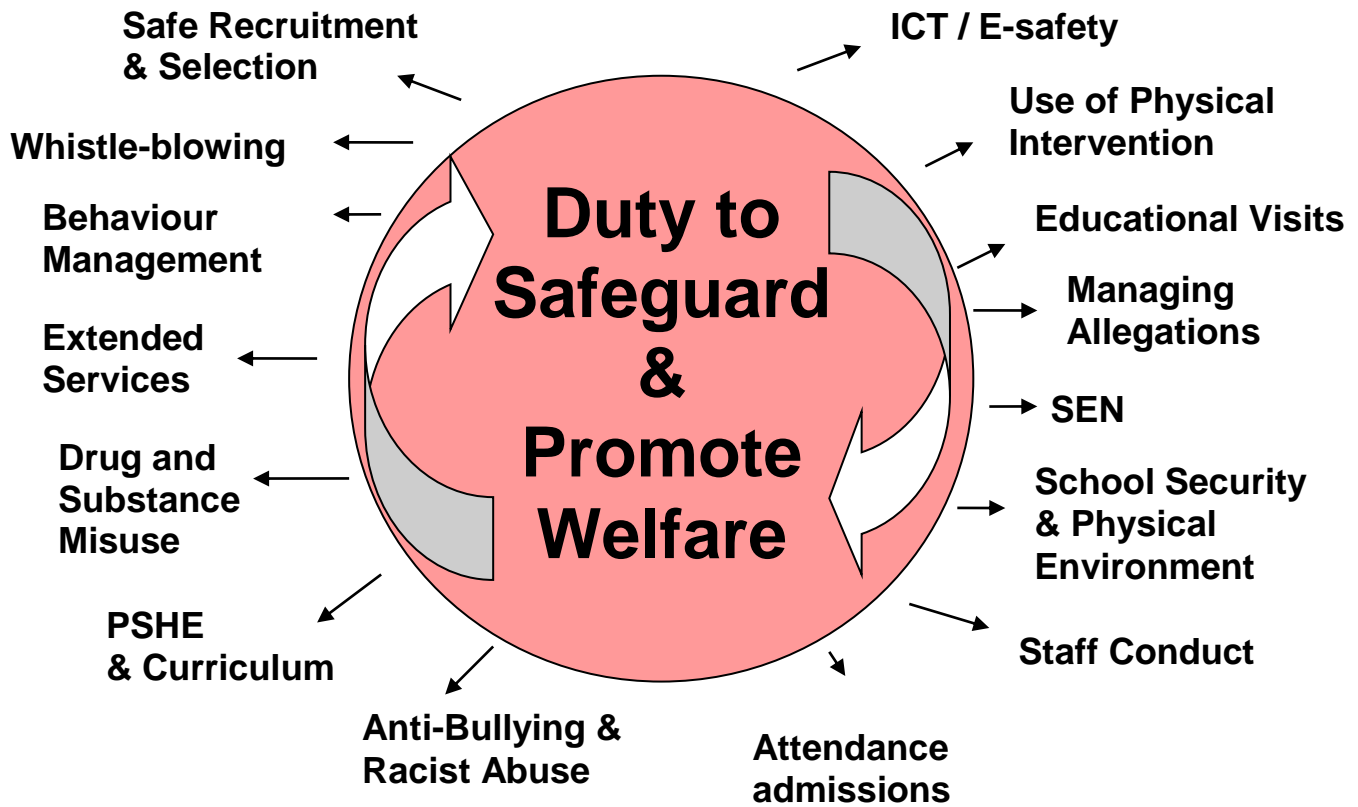 Safe Recruitment
& Selection
ICT / E-safety
Use of Physical
Intervention
Whistle-blowing
Behaviour
Management
Educational Visits
Managing
Allegations
Extended
Services
SEN
Drug and
Substance
Misuse
School Security
& Physical
Environment
PSHE
& Curriculum
Staff Conduct
Anti-Bullying &
Racist Abuse
Attendance
admissions
Duty to
Safeguard
&
Promote
Welfare